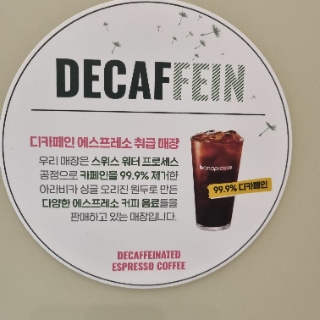 DECAFFEIN
디카페인 에스프레소 취급 매장
우리 매장은 스위스 워터 프로세스
공정으로 카페인을 99.9% 제거한
아라비카 싱글 오리진 원두로 만든
다양한 에스프레소 커피 음료들을
판매하고 있는 매장입니다.
banapresso
99.9% 디카페인
DECAFFEINATED
ESPRESSO COFFEE